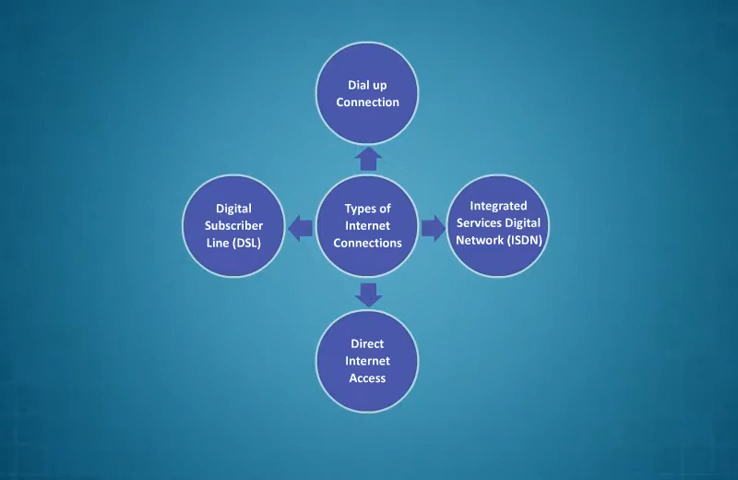 Dial up
Connection
Digital
Subscriber
Line (DSL)
Types of
Internet
Connections
Integrated
Services Digital
Network (ISDN)
Direct
Internet
Access